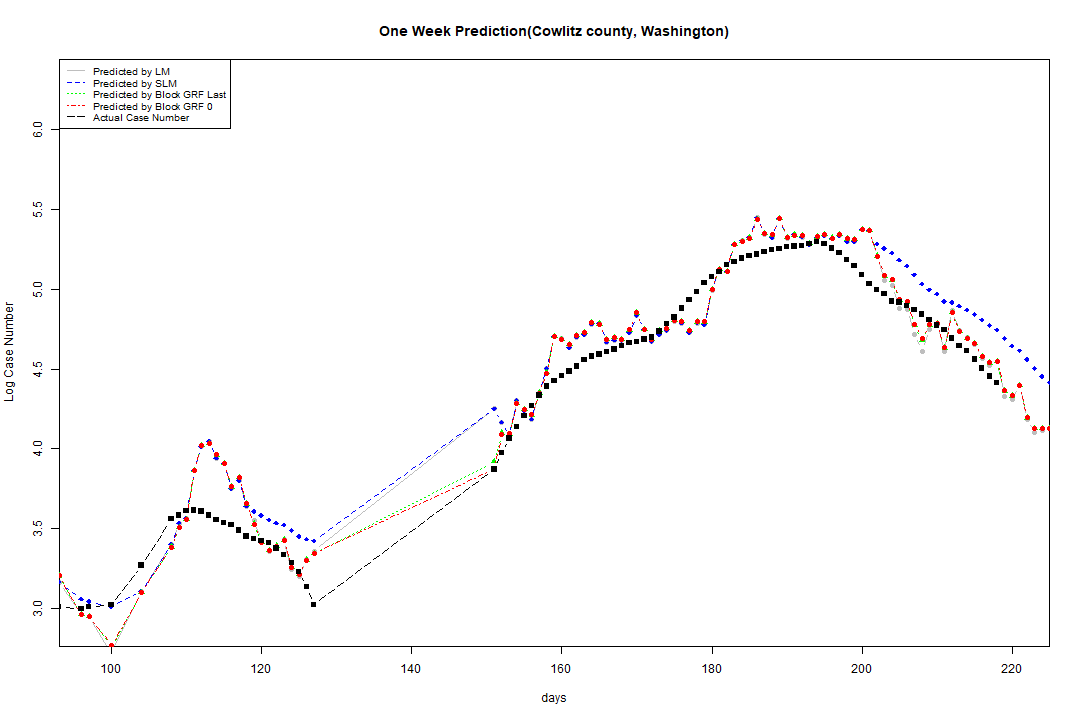 One Week Prediction(Cowlitz county, Washington)
Predicted by LM
Predicted by SLM
Predicted by Block GRF Last
Predicted by Block GRF 0
Actual Case Number
6.0
5.5
5.0
4.5
4.0
3.5
3.0
Log Case Number
100 120 140 160 180 200 220
days